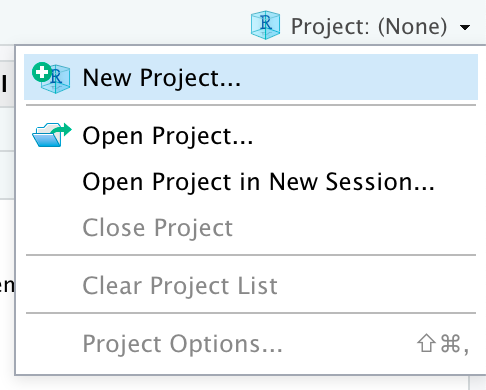 Project: (None)
New Project...
Open Project...
Open Project in New Session...
Close Project
Clear Project List
Project Options... ⇧⌘,